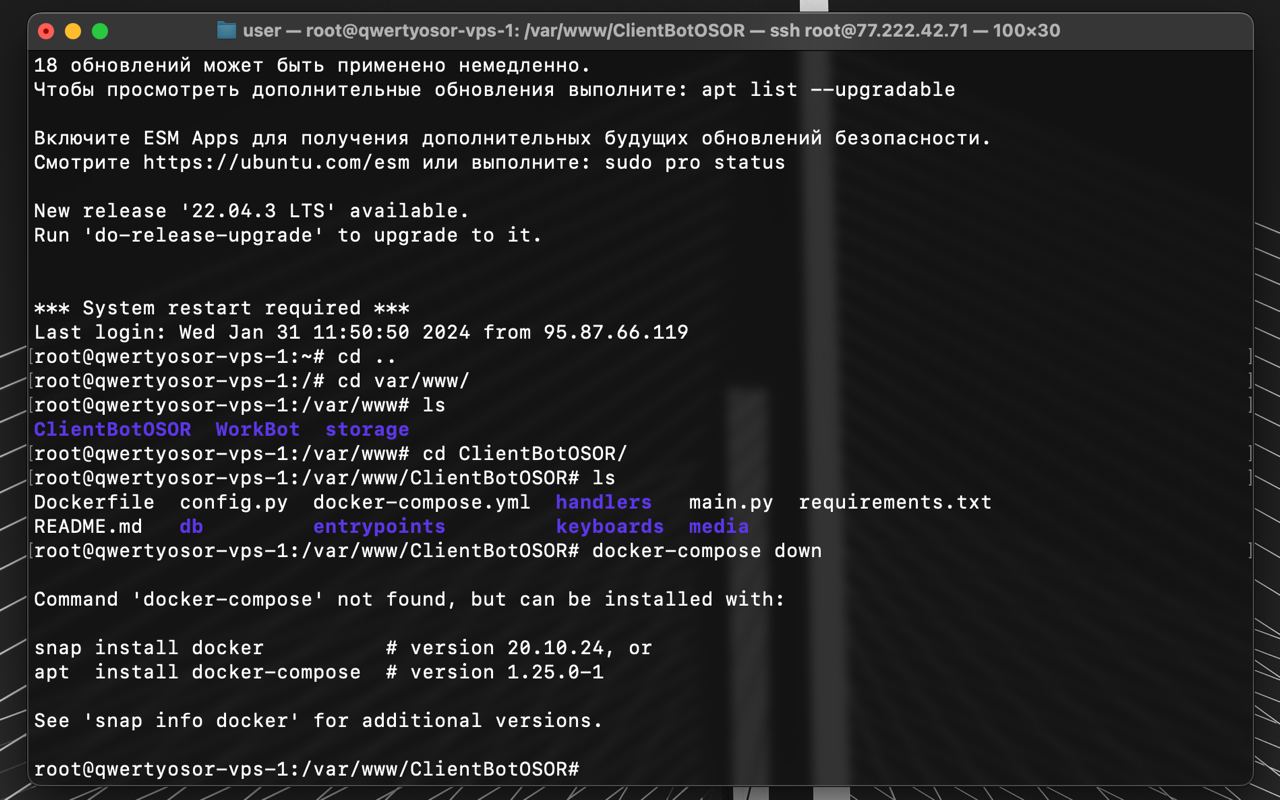 user — root@qwertyosor-vps-1: /var/www/ClientBotOSOR — ssh root@77.222.42.71 — 100×30
18 обновлений может быть применено немедленно.
Чтобы просмотреть дополнительные обновления выполните: apt list --upgradable
Включите ESM Apps для получения дополнительных будущих обновлений безопасности.
Смотрите https://ubuntu.com/esm или выполните: sudo pro status
New release '22.04.3 LTS' available.
Run 'do-release-upgrade' to upgrade to it.
*** System restart required ***
Last login: Wed Jan 31 11:50:50 2024 from 95.87.66.119
[root@qwertyosor-vps-1:~# cd .. ]
[root@qwertyosor-vps-1:/# cd var/www/ ]
[root@qwertyosor-vps-1:/var/www# ls ]
ClientBotOSOR  WorkBot  storage
[root@qwertyosor-vps-1:/var/www# cd ClientBotOSOR/ ]
[root@qwertyosor-vps-1:/var/www/ClientBotOSOR# ls ]
Dockerfile  config.py  docker-compose.yml  handlers   main.py  requirements.txt
README.md   db         entrypoints         keyboards  media
[root@qwertyosor-vps-1:/var/www/ClientBotOSOR# docker-compose down ]
Command 'docker-compose' not found, but can be installed with:
snap install docker          # version 20.10.24, or
apt  install docker-compose  # version 1.25.0-1
See 'snap info docker' for additional versions.
root@qwertyosor-vps-1:/var/www/ClientBotOSOR#